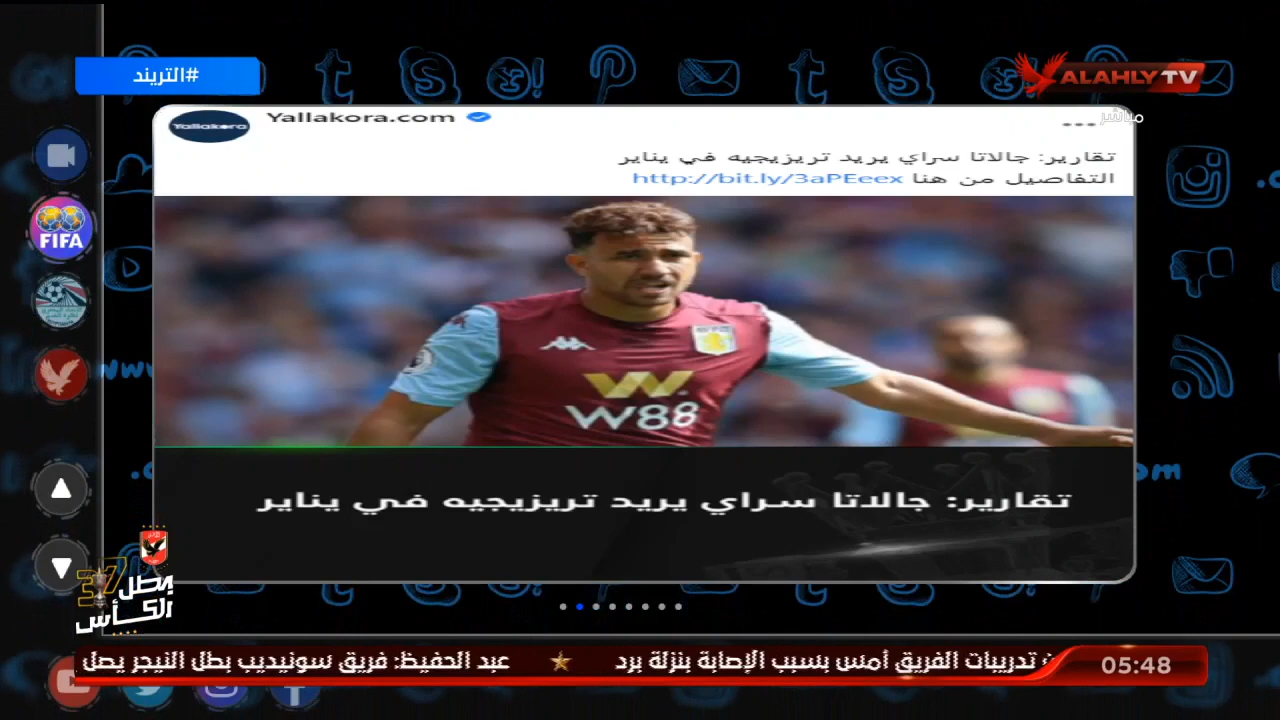 #التريند
ALAHLY TV
مباشر
Yallakora
Yallakora.com
تقارير: جالاتا سراي يريد تريزيجيه في يناير
التفاصيل من هنا http://bit.ly/3aPEeex
FIFA
W88
تقارير: جالاتا سراي يريد تريزيجيه في يناير
بطل
الكأس
37
تدريبات الفريق أمس بسبب الإصابة بنزلة برد
عبد الحفيظ: فريق سونيديب بطل النيجر يصل
05:48